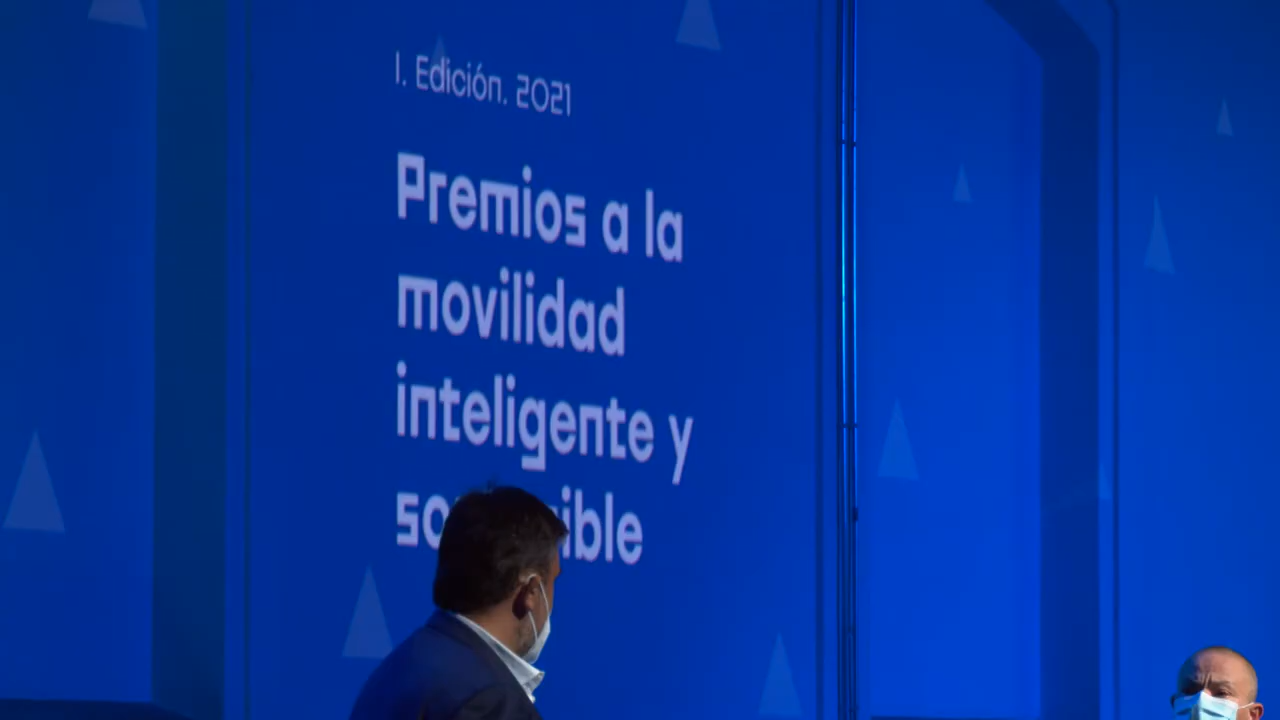 I. Edición. 2021
Premios a la
movilidad
inteligente y